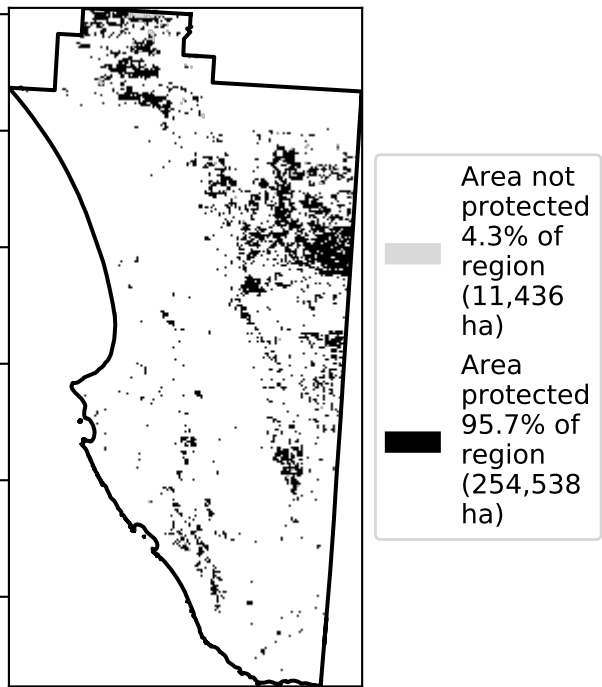 Area not
protected
4.3% of
region
(11,436
ha)
Area
protected
95.7% of
region
(254,538
ha)